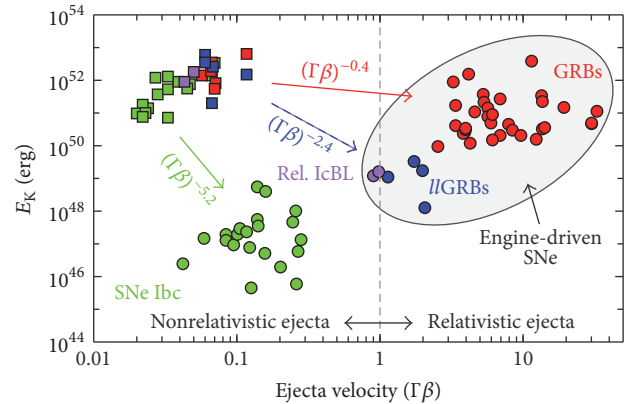 10^54
10^52
10^50
10^48
10^46
10^44
E_K (erg)
(Γβ)^−0.4
GRBs
(Γβ)^−2.4
(Γβ)^−5.2
Rel. IcBL
llGRBs
Engine-driven
SNe
SNe Ibc
Nonrelativistic ejecta
Relativistic ejecta
0.01
0.1
1
10
Ejecta velocity (Γβ)